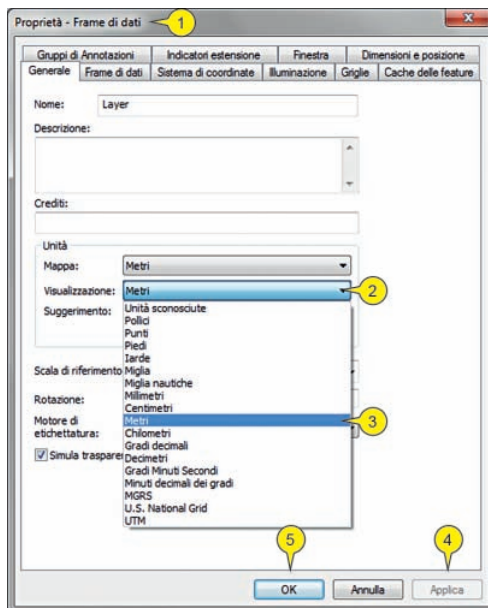 Proprietà - Frame di dati
1
Gruppi di Annotazioni Indicatori estensione Finestra Dimensioni e posizione
Generale Frame di dati Sistema di coordinate Illuminazione Griglie Cache delle feature
Nome: Layer
Descrizione:
Crediti:
Unità
Mappa: Metri
Visualizzazione: Metri 2
Suggerimento: Unità sconosciute
Pollici
Punti
Piedi
Iarde
Scala di riferimento Miglia
Miglia nautiche
Rotazione: Millimetri
Centimetri
Motore di Metri 3
etichettatura: Chilometri
Gradi decimali
Simula traspare Decimetri
Gradi Minuti Secondi
Minuti decimali dei gradi
MGRS
U.S. National Grid
UTM
5 4
OK Annulla Applica